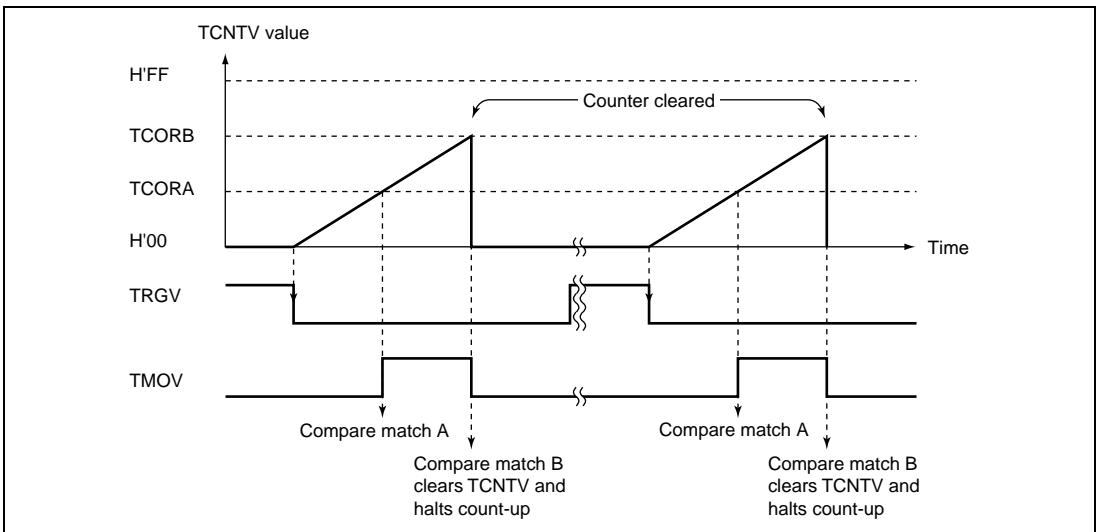 TCNTV value
H'FF
Counter cleared
TCORB
TCORA
H'00
Time
TRGV
TMOV
Compare match A
Compare match A
Compare match B
clears TCNTV and
halts count-up
Compare match B
clears TCNTV and
halts count-up